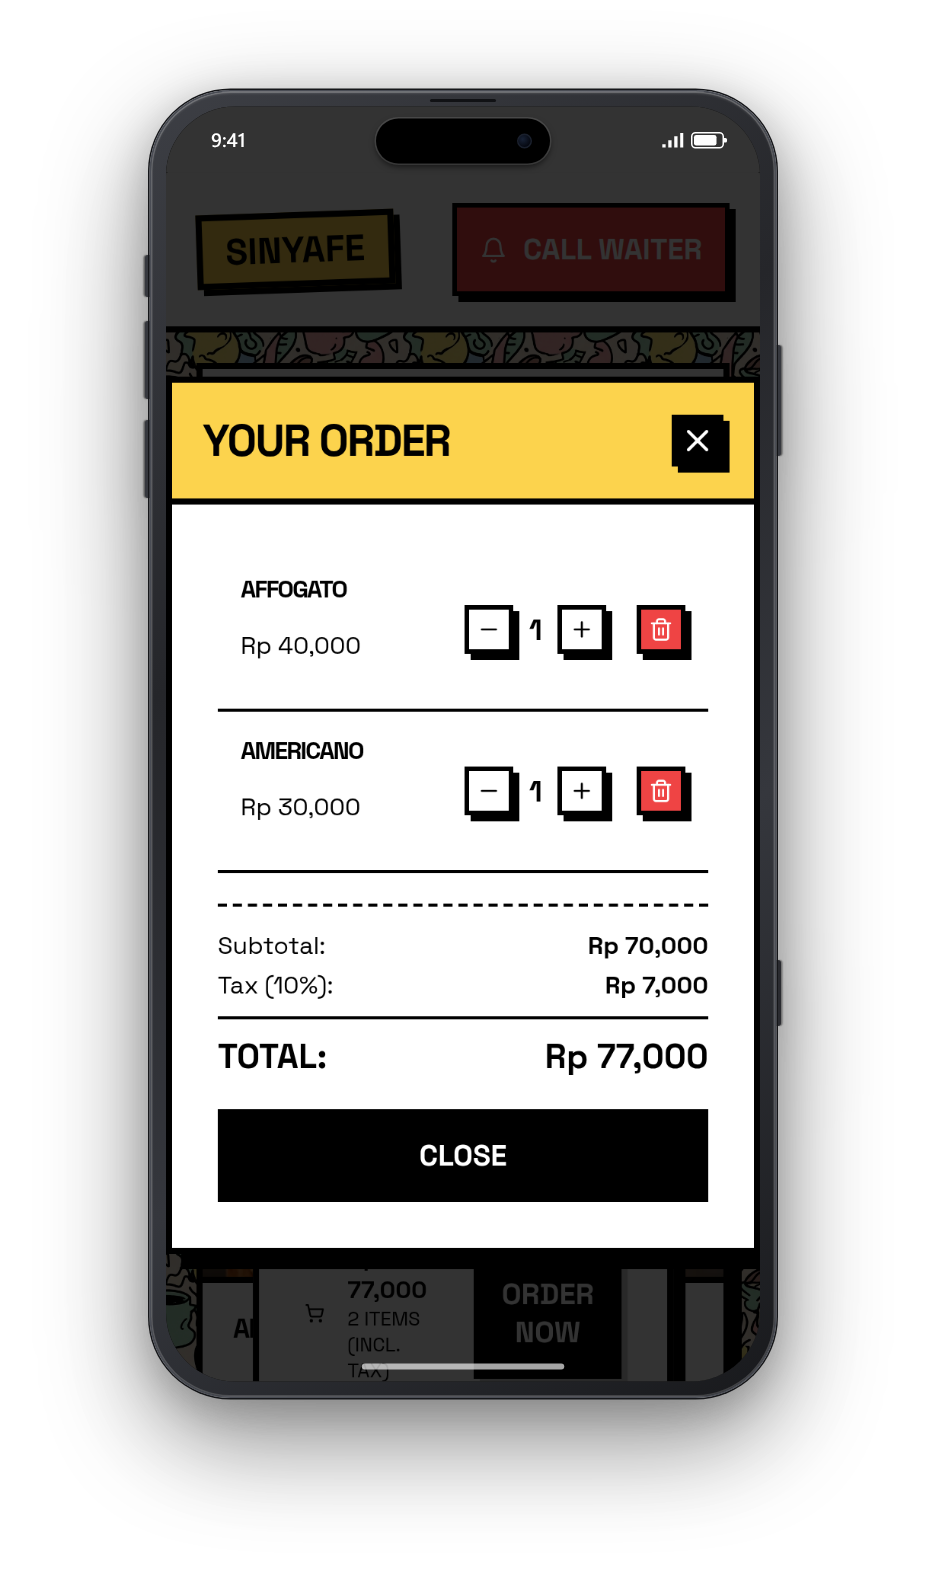 9:41
SINYAFE
CALL WAITER
YOUR ORDER
AFFOGATO
Rp 40,000
1
AMERICANO
Rp 30,000
1
Subtotal: Rp 70,000
Tax (10%): Rp 7,000
TOTAL: Rp 77,000
CLOSE
77,000
2 ITEMS
(INCL.
TAX)
ORDER
NOW